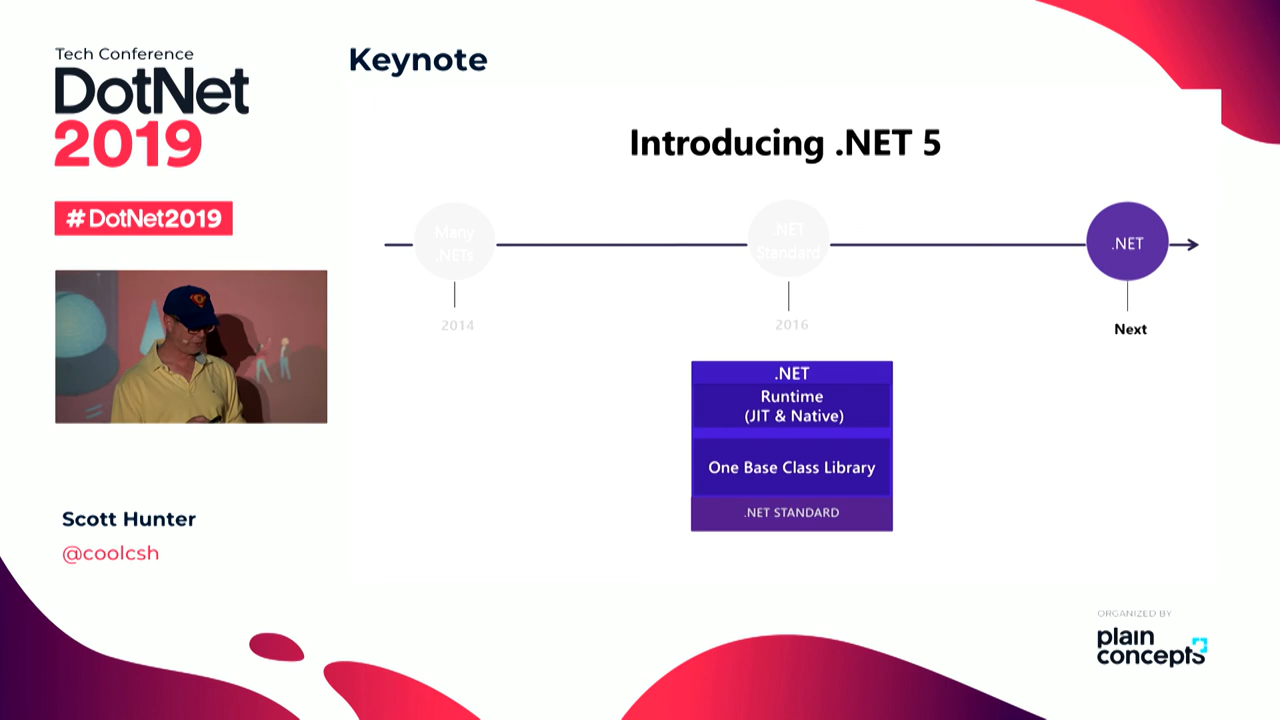 Tech Conference
DotNet
2019
#DotNet2019
Keynote
Introducing .NET 5
Many
.NETs
.NET
Standard
.NET
2014
2016
Next
.NET
Runtime
(JIT & Native)
One Base Class Library
.NET STANDARD
Scott Hunter
@coolcsh
ORGANIZED BY
plain
concepts